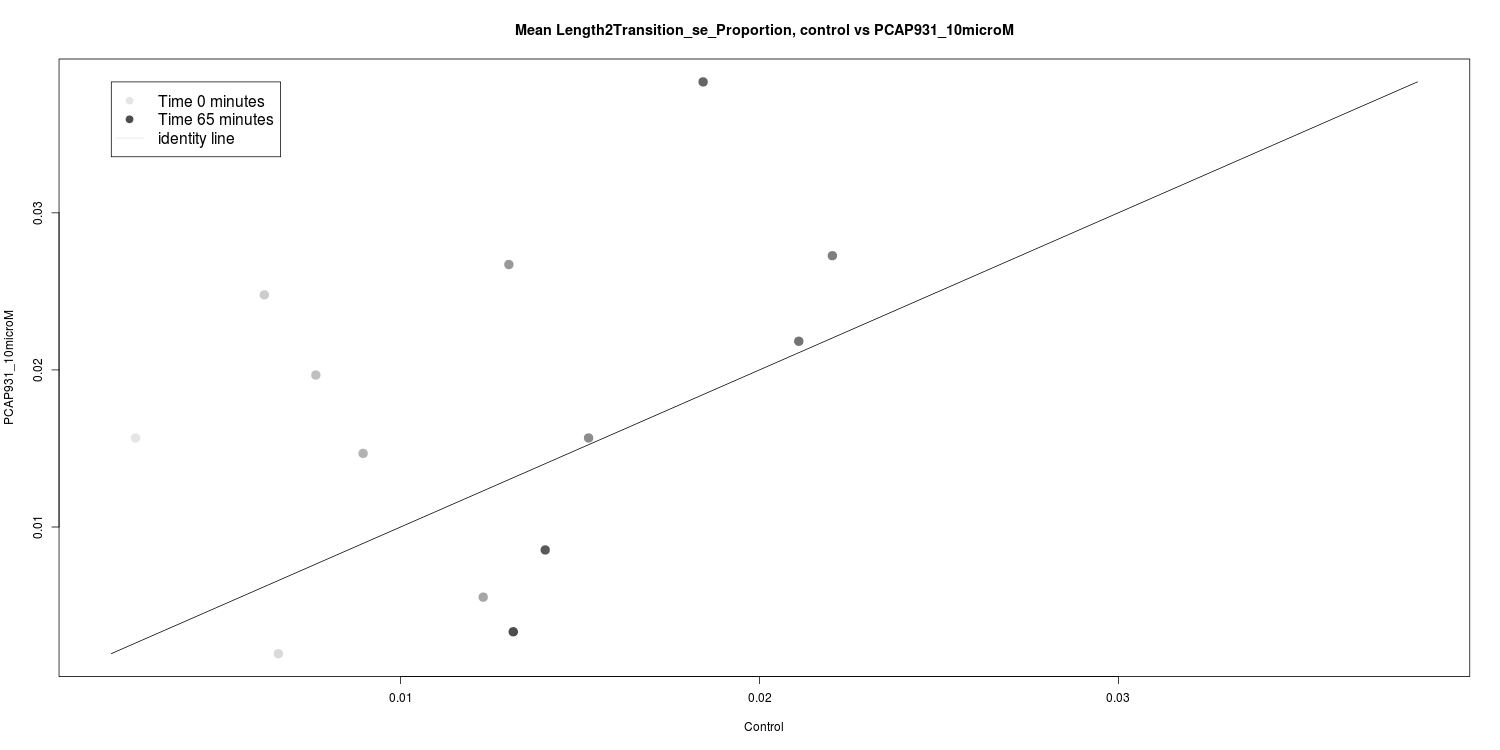 Mean Length2Transition_se_Proportion, control vs PCAP931_10microM
Time 0 minutes
Time 65 minutes
identity line
PCAP931_10microM
0.03
0.02
0.01
0.01
0.02
0.03
Control